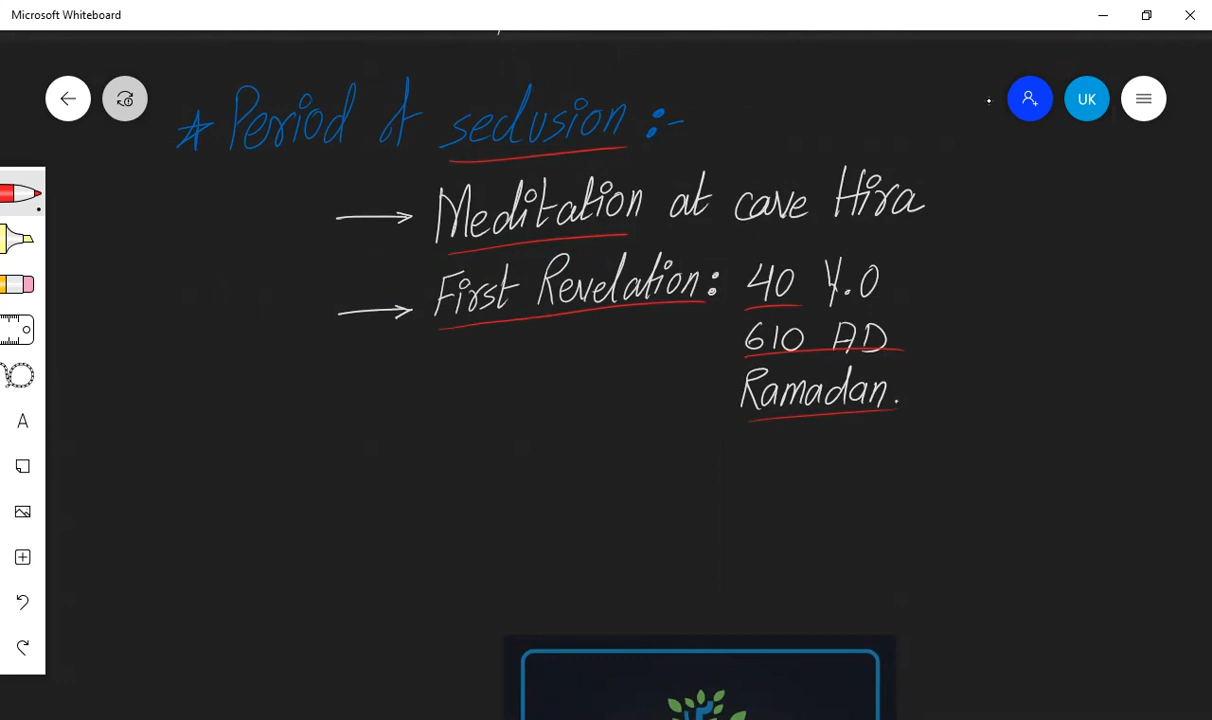 Microsoft Whiteboard
UK
* Period of seclusion :-
→ Meditation at cave Hira
→ First Revelation: 40 Y.O
610 AD
Ramadan.
A